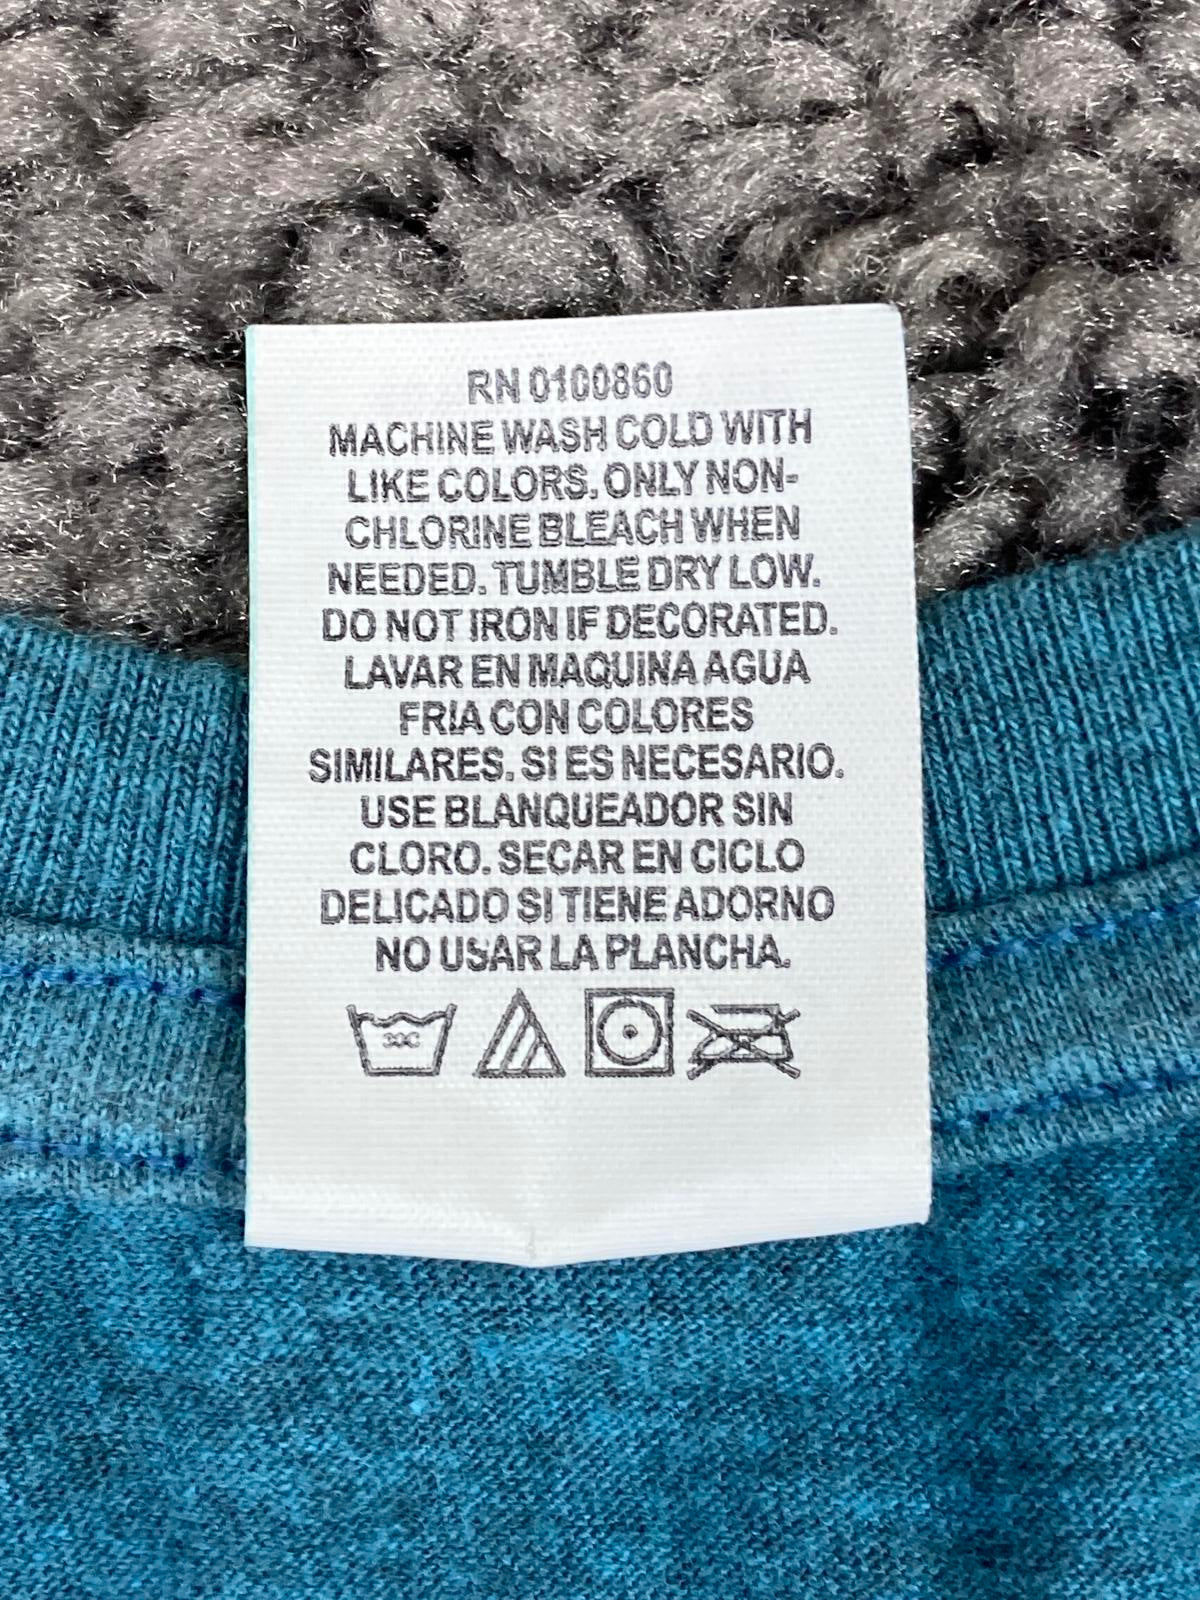 RN 0100860
MACHINE WASH COLD WITH
LIKE COLORS. ONLY NON-
CHLORINE BLEACH WHEN
NEEDED. TUMBLE DRY LOW.
DO NOT IRON IF DECORATED.
LAVAR EN MAQUINA AGUA
FRIA CON COLORES
SIMILARES. SI ES NECESARIO.
USE BLANQUEADOR SIN
CLORO. SECAR EN CICLO
DELICADO SI TIENE ADORNO
NO USAR LA PLANCHA.